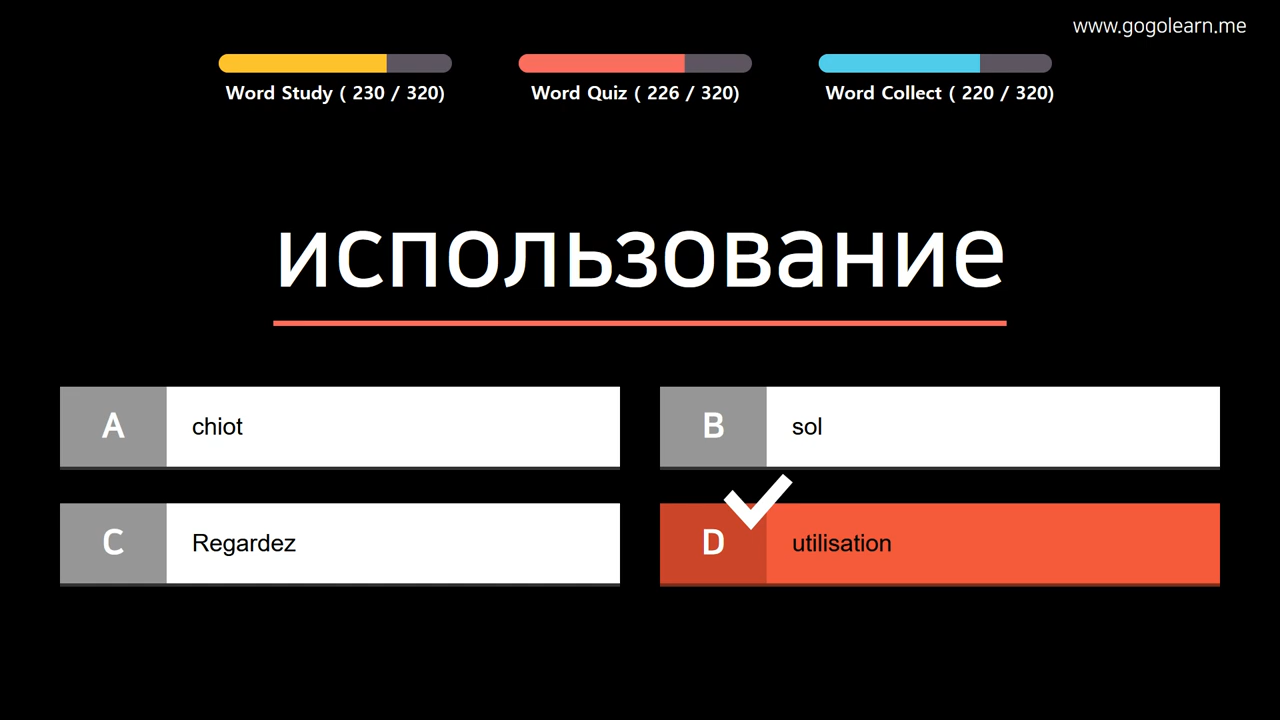 www.gogolearn.me
Word Study ( 230 / 320)
Word Quiz ( 226 / 320)
Word Collect ( 220 / 320)
использование
A chiot
B sol
C Regardez
D utilisation